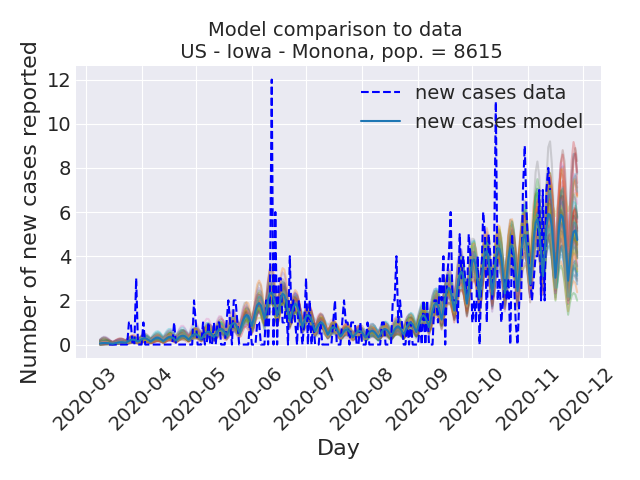 Model comparison to data
US - Iowa - Monona, pop. = 8615
Number of new cases reported
12
10
8
6
4
2
0
new cases data
new cases model
2020-03
2020-04
2020-05
2020-06
2020-07
2020-08
2020-09
2020-10
2020-11
2020-12
Day